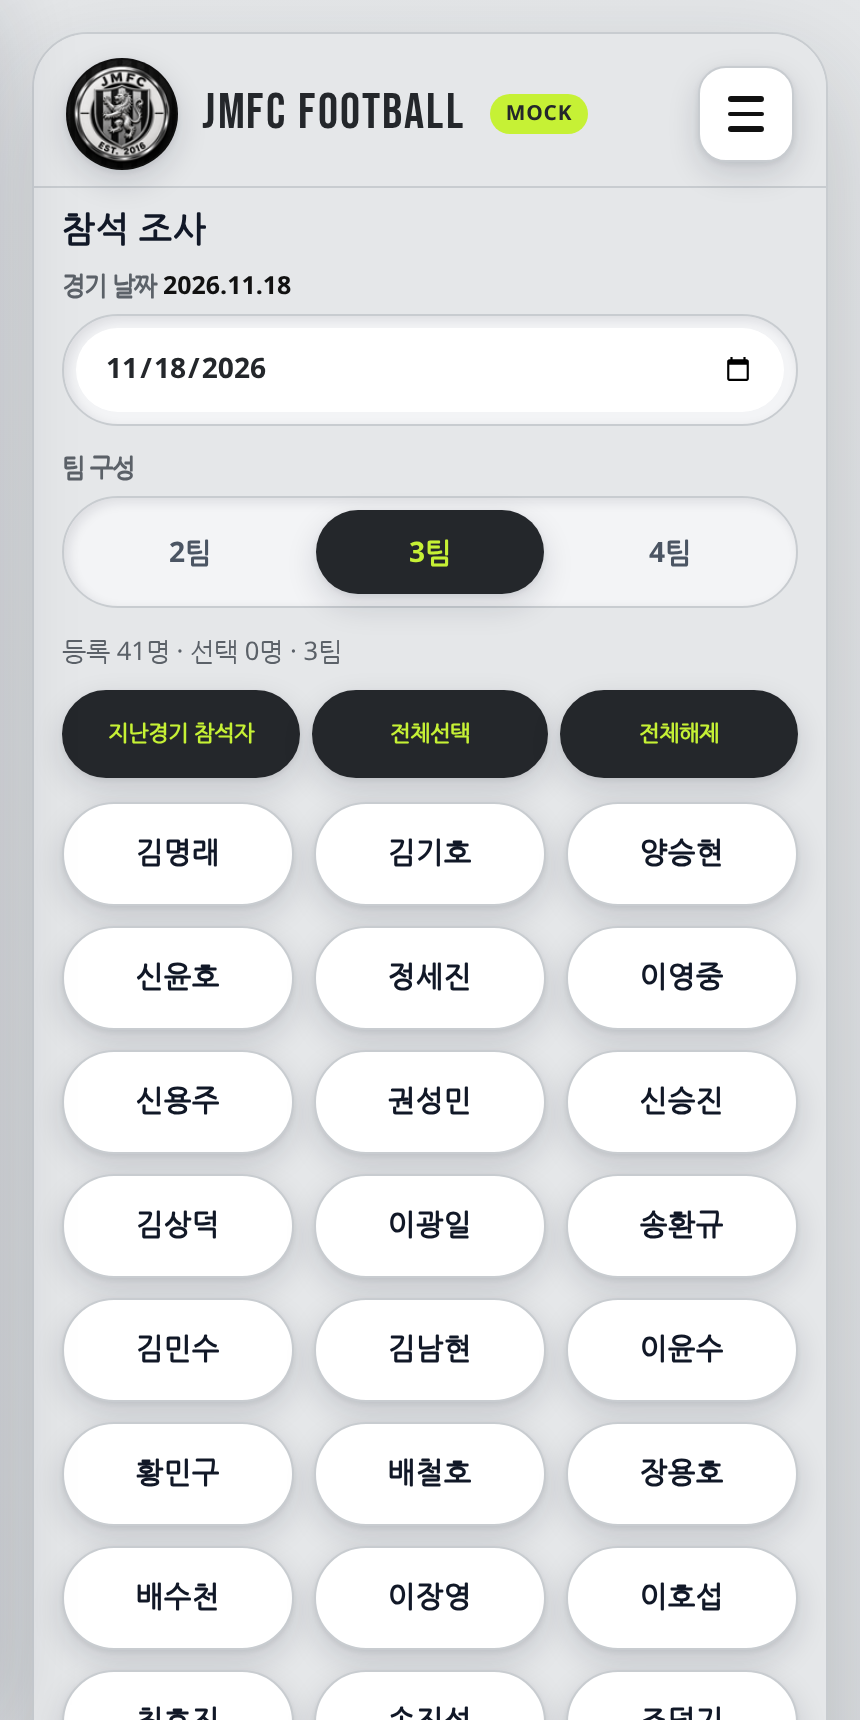 JMFC
EST. 2016
JMFC FOOTBALL
MOCK
참석 조사
경기 날짜 2026.11.18
11/18/2026
팀 구성
2팀 3팀 4팀
등록 41명 · 선택 0명 · 3팀
지난경기 참석자 전체선택 전체해제
김명래 김기호 양승현
신윤호 정세진 이영중
신용주 권성민 신승진
김상덕 이광일 송환규
김민수 김남현 이윤수
황민구 배철호 장용호
배수천 이장영 이호섭